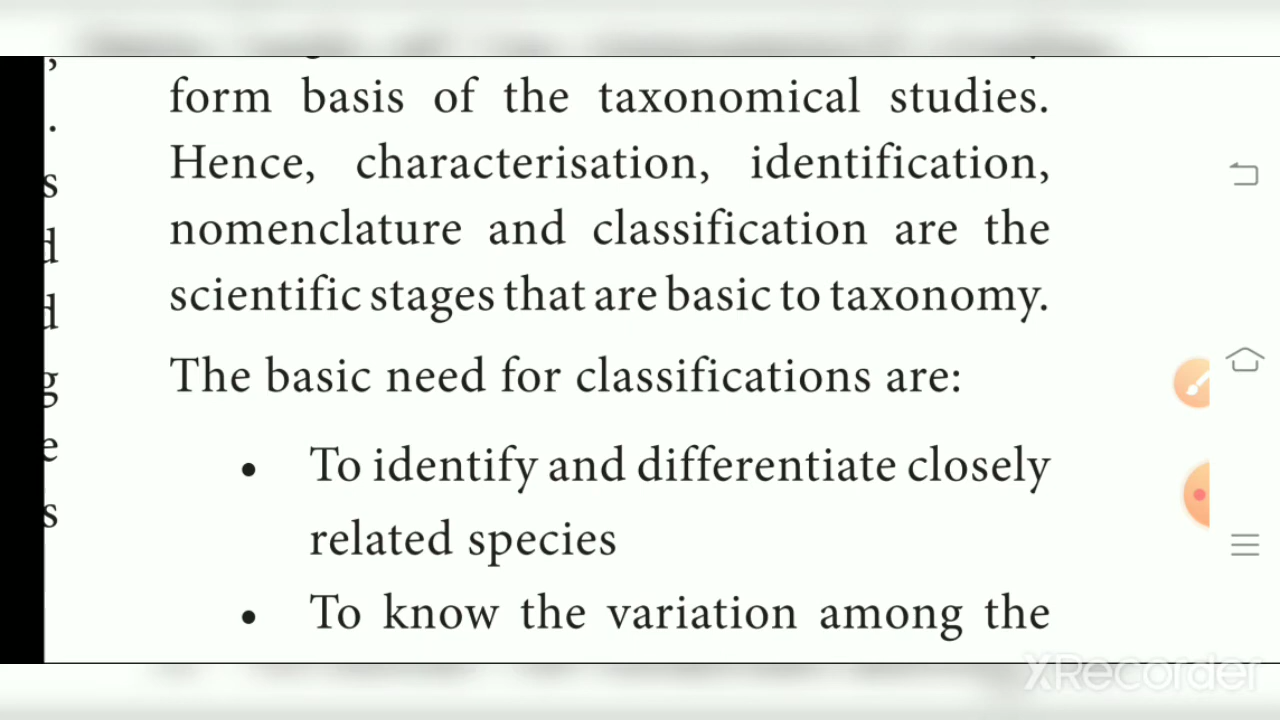 form basis of the taxonomical studies.
Hence, characterisation, identification,
nomenclature and classification are the
scientific stages that are basic to taxonomy.
The basic need for classifications are:
• To identify and differentiate closely
related species
• To know the variation among the
,
.
s
d
d
g
e
s
XRecorder